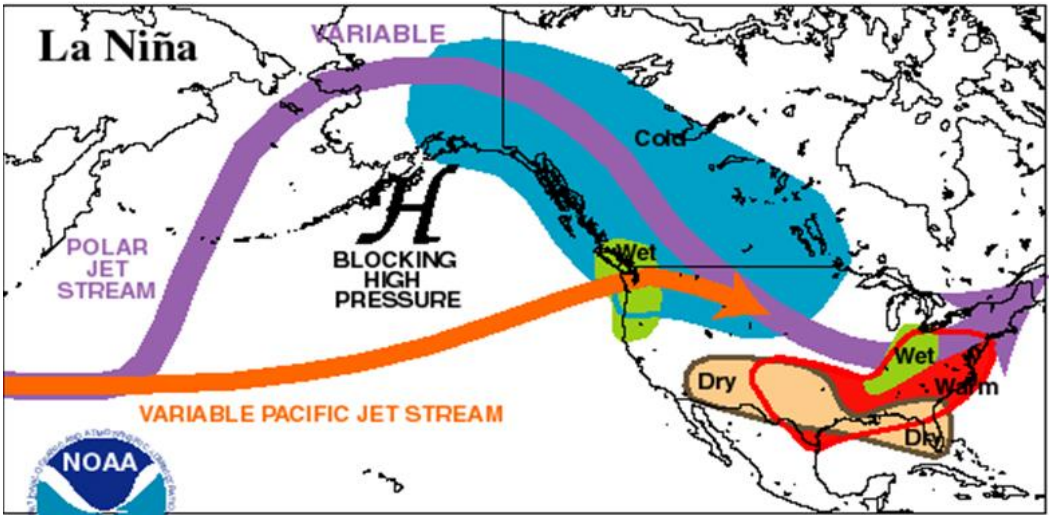 La Niña
VARIABLE
Cold
POLAR
JET
STREAM
H
BLOCKING
HIGH
PRESSURE
Wet
Wet
Dry
Warm
VARIABLE PACIFIC JET STREAM
Dry
NOAA